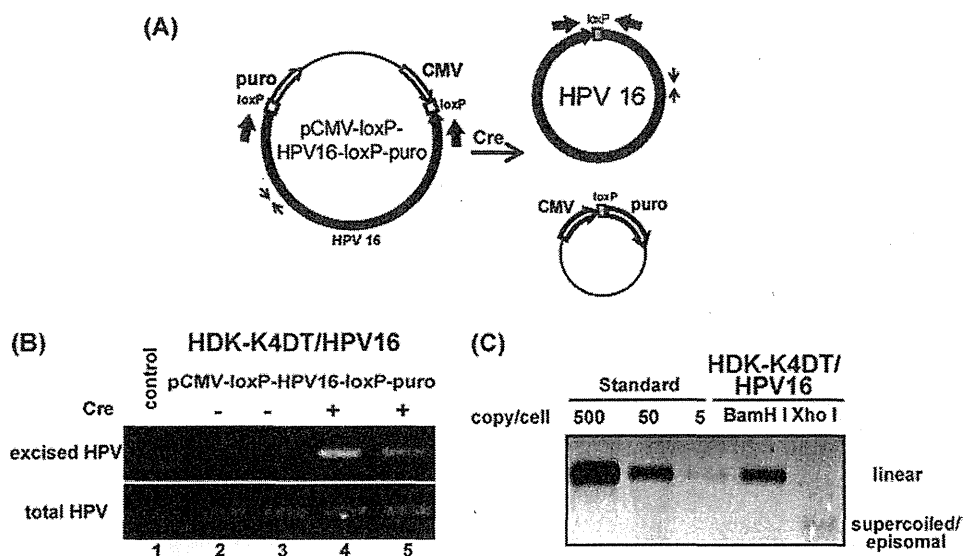 (A)
puro
CMV
loxP
loxP
pCMV-loxP-
HPV16-loxP-puro
HPV 16
Cre
loxP
HPV 16
CMV
loxP
puro
(B)
HDK-K4DT/HPV16
control
pCMV-loxP-HPV16-loxP-puro
Cre - - + +
excised HPV
total HPV
1 2 3 4 5
(C)
HDK-K4DT/
HPV16
Standard
copy/cell 500 50 5 BamH I Xho I
linear
supercoiled/
episomal